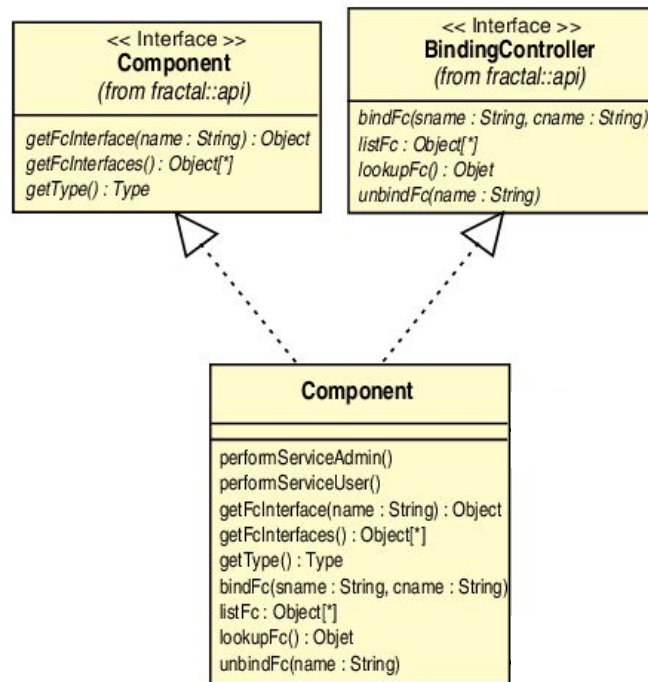 << Interface >>
Component
(from fractal::api)
getFcInterface(name : String) : Object
getFcInterfaces() : Object[*]
getType() : Type
<< Interface >>
BindingController
(from fractal::api)
bindFc(sname : String, cname : String)
listFc : Object[*]
lookupFc() : Objet
unbindFc(name : String)
Component
performServiceAdmin()
performServiceUser()
getFcInterface(name : String) : Object
getFcInterfaces() : Object[*]
getType() : Type
bindFc(sname : String, cname : String)
listFc : Object[*]
lookupFc() : Objet
unbindFc(name : String)